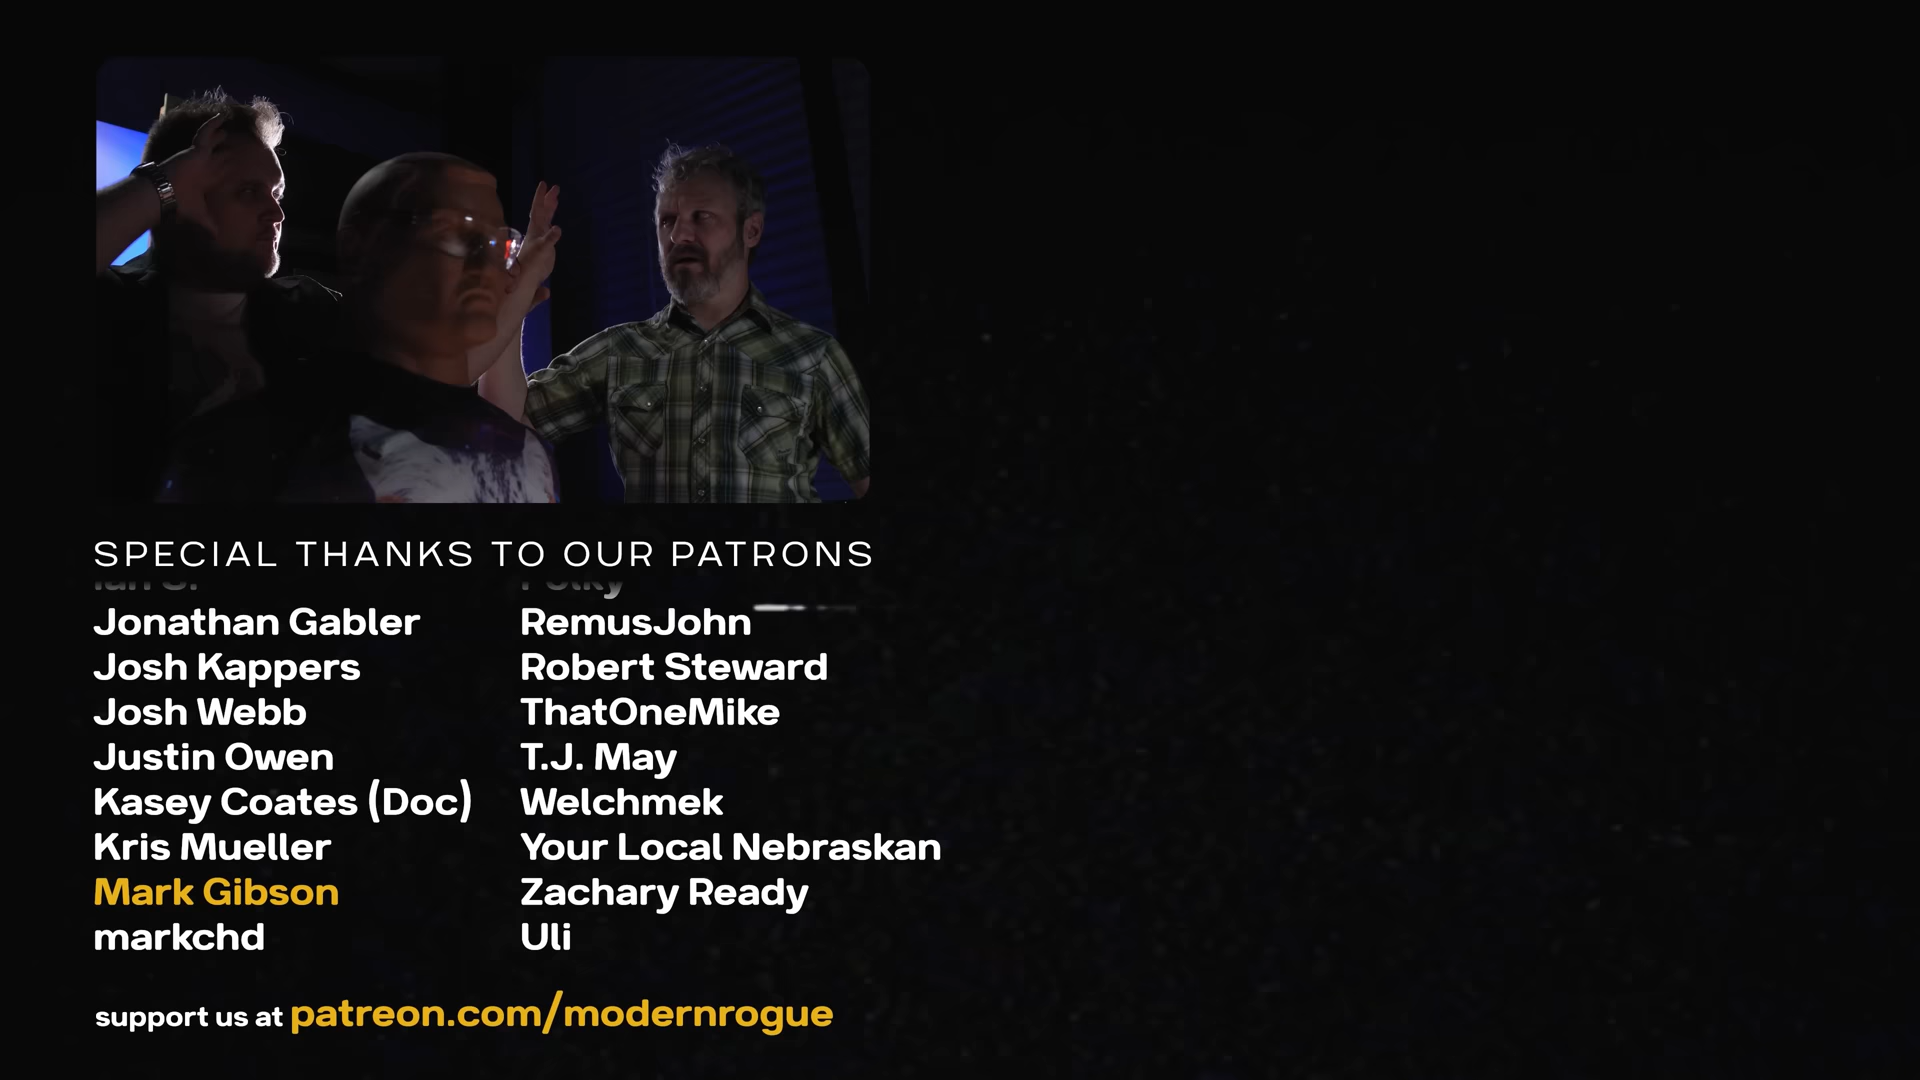 SPECIAL THANKS TO OUR PATRONS
Jonathan Gabler
Josh Kappers
Josh Webb
Justin Owen
Kasey Coates (Doc)
Kris Mueller
Mark Gibson
markchd
RemusJohn
Robert Steward
ThatOneMike
T.J. May
Welchmek
Your Local Nebraskan
Zachary Ready
Uli
support us at patreon.com/modernrogue